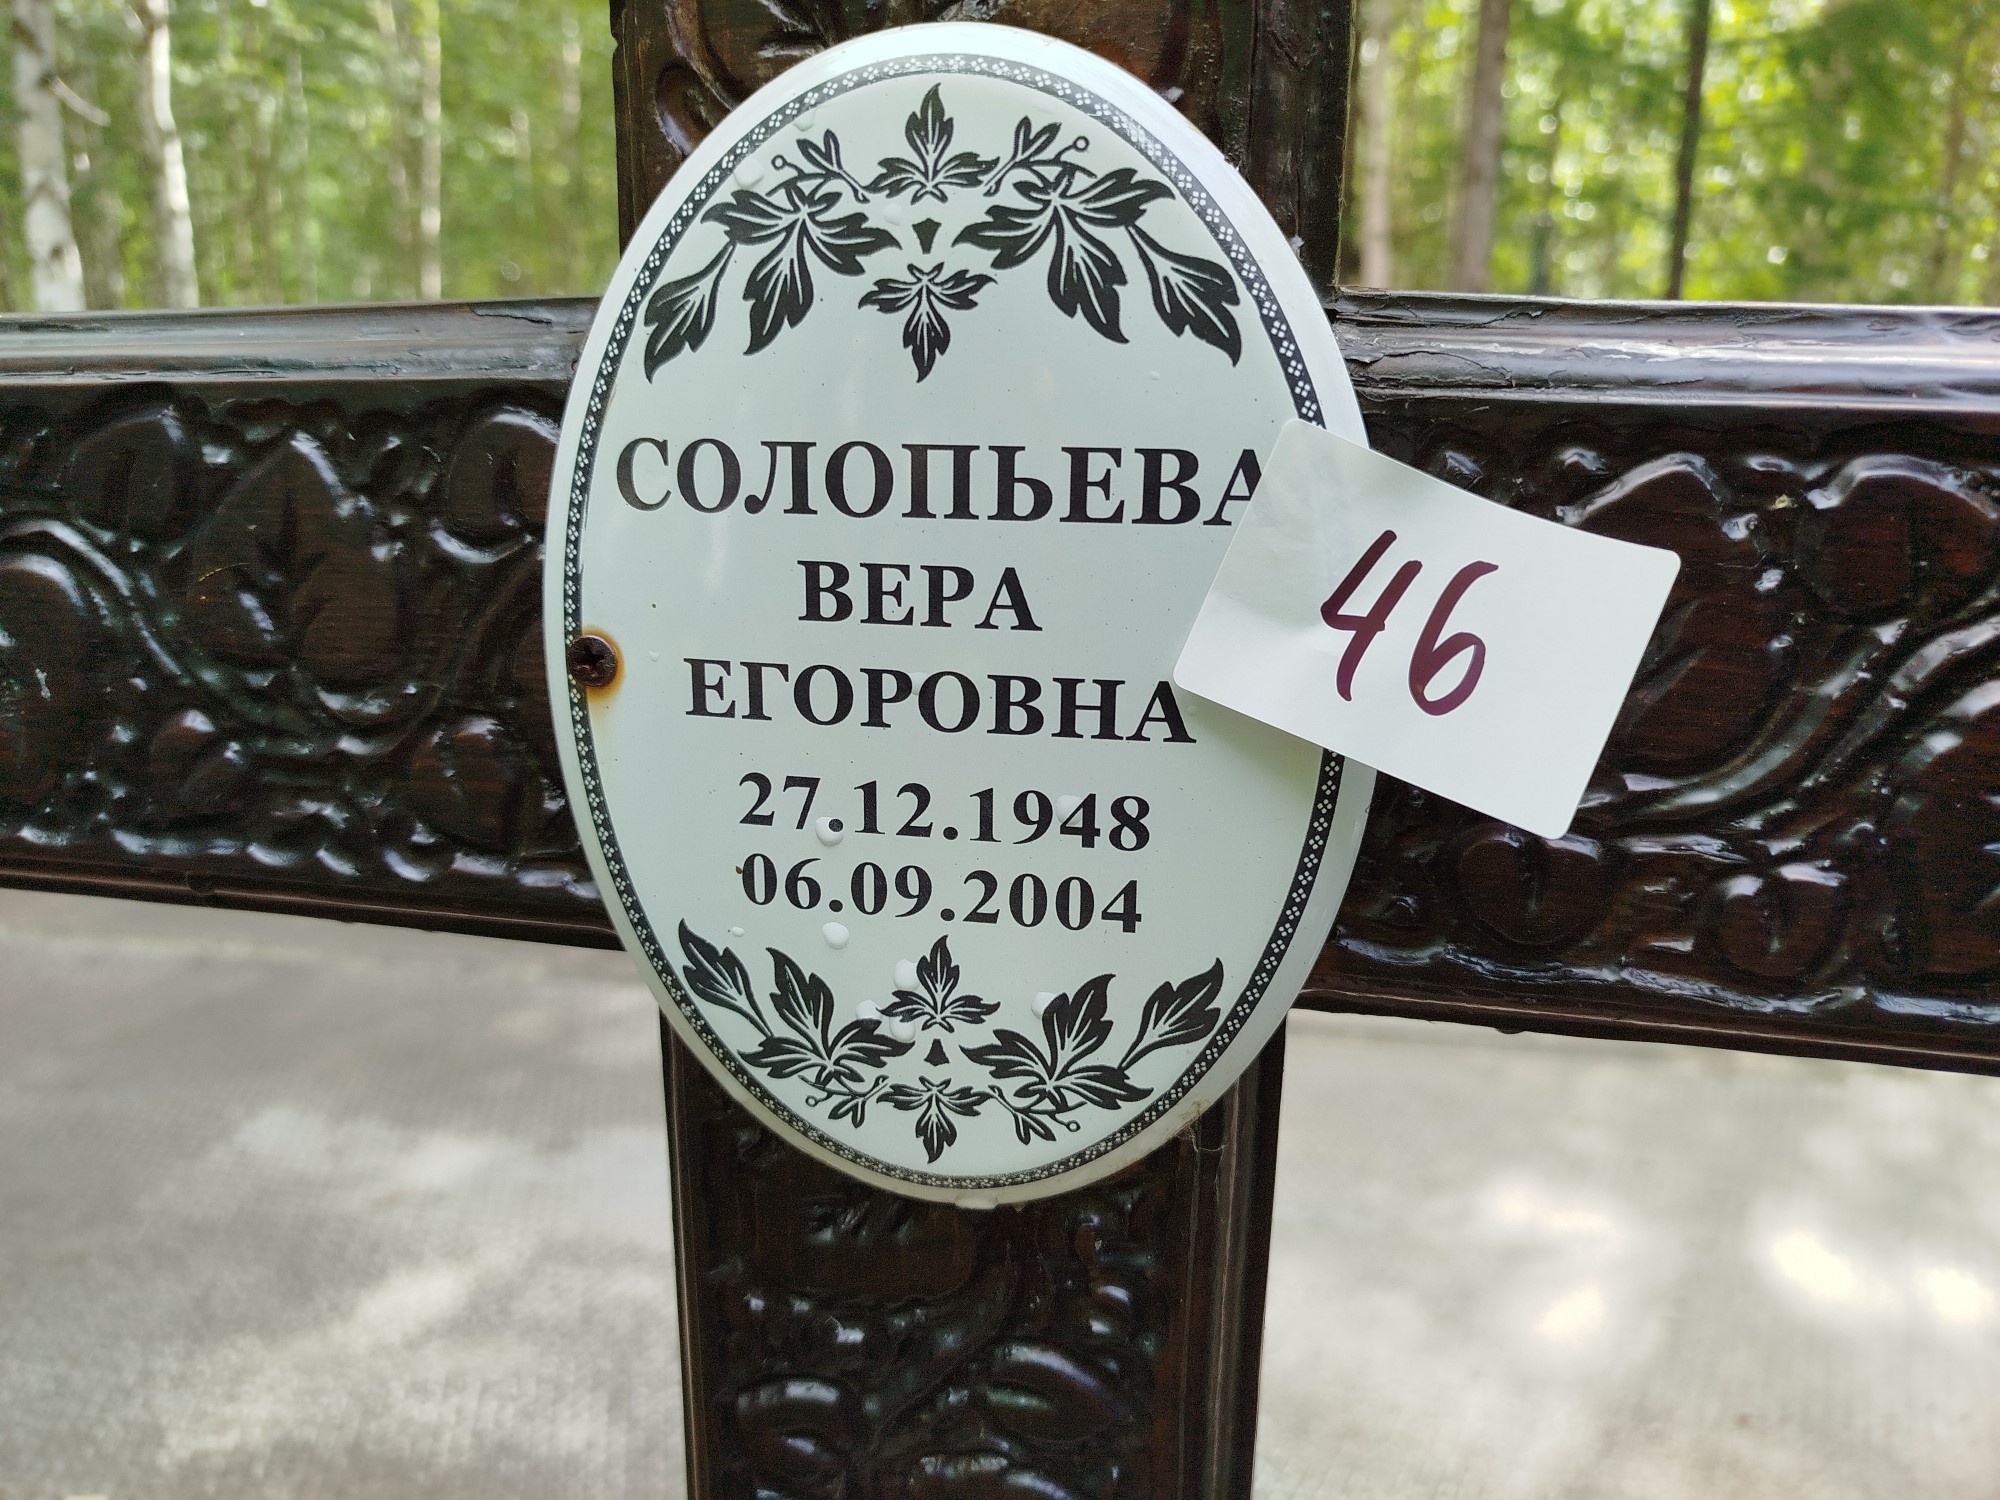 СОЛОПЬЕВА
ВЕРА
ЕГОРОВНА
27.12.1948
06.09.2004
46